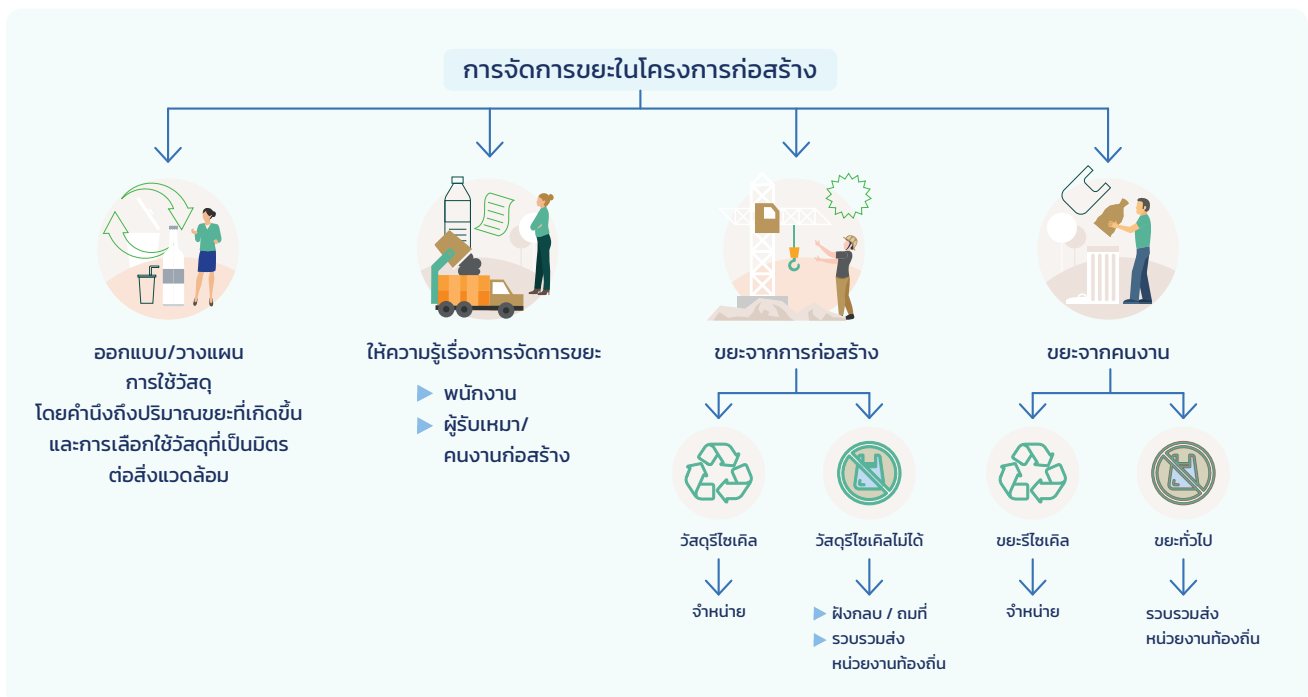 การจัดการขยะในโครงการก่อสร้าง
ออกแบบ/วางแผน
การใช้วัสดุ
โดยคำนึงถึงปริมาณขยะที่เกิดขึ้น
และการเลือกใช้วัสดุที่เป็นมิตร
ต่อสิ่งแวดล้อม
ให้ความรู้เรื่องการจัดการขยะ
พนักงาน
ผู้รับเหมา/
คนงานก่อสร้าง
ขยะจากการก่อสร้าง
วัสดุรีไซเคิล
จำหน่าย
วัสดุรีไซเคิลไม่ได้
ฝังกลบ / ถมที่
รวบรวมส่ง
หน่วยงานท้องถิ่น
ขยะจากคนงาน
ขยะรีไซเคิล
จำหน่าย
ขยะทั่วไป
รวบรวมส่ง
หน่วยงานท้องถิ่น